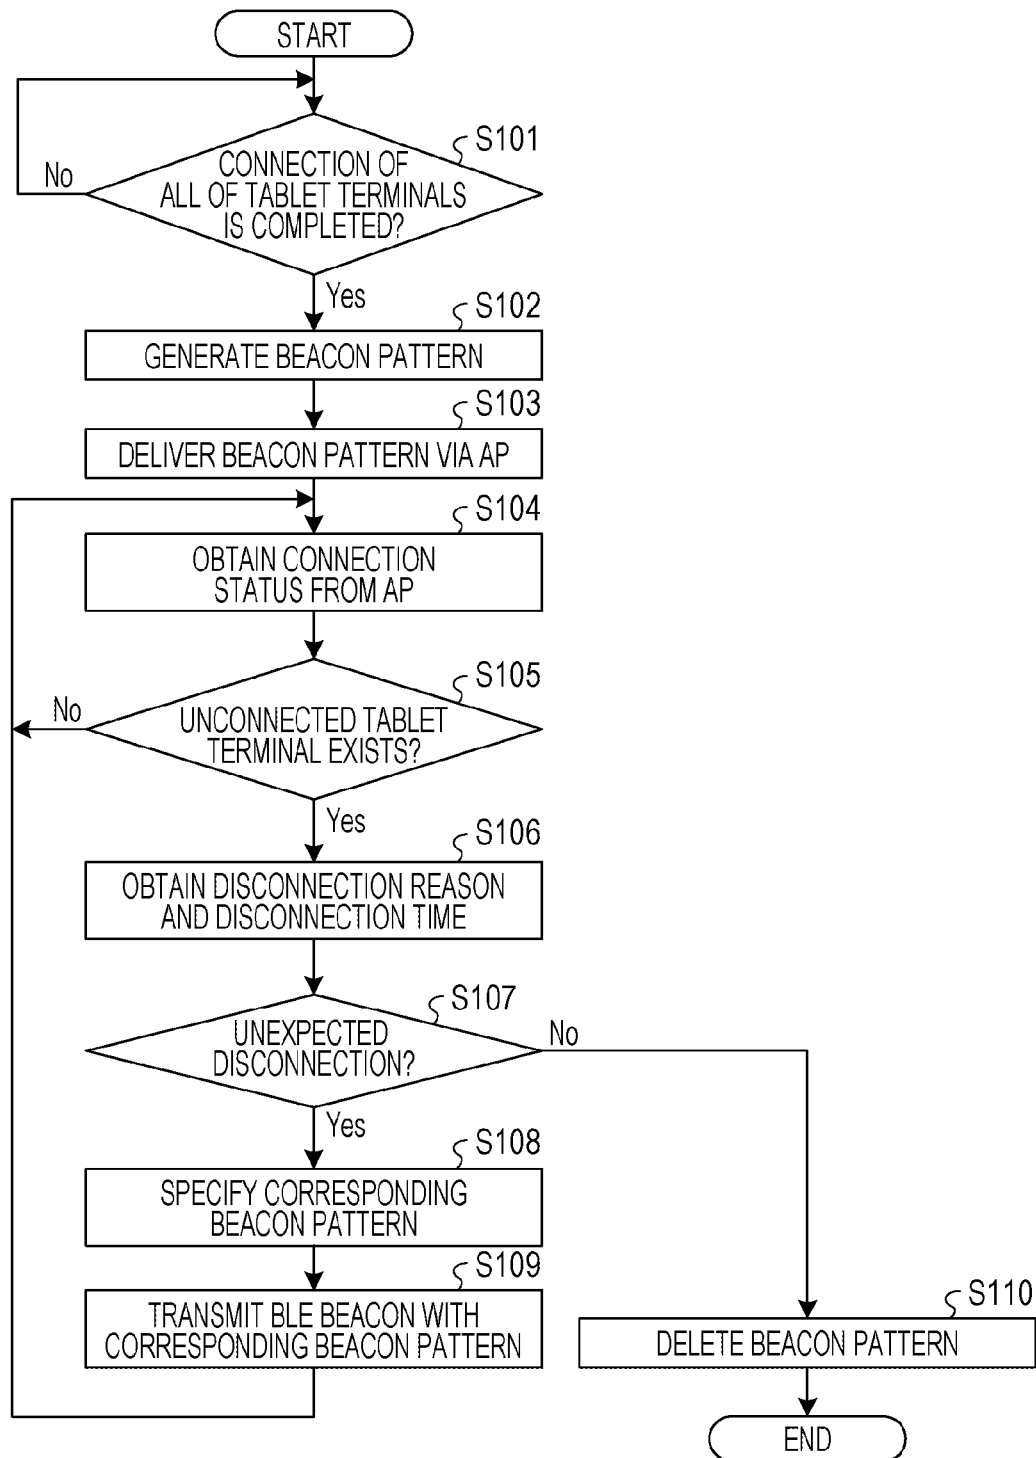 START
S101
CONNECTION OF
ALL OF TABLET TERMINALS
IS COMPLETED?
No
Yes
S102
GENERATE BEACON PATTERN
S103
DELIVER BEACON PATTERN VIA AP
S104
OBTAIN CONNECTION
STATUS FROM AP
S105
UNCONNECTED TABLET
TERMINAL EXISTS?
No
Yes
S106
OBTAIN DISCONNECTION REASON
AND DISCONNECTION TIME
S107
UNEXPECTED
DISCONNECTION?
No
Yes
S108
SPECIFY CORRESPONDING
BEACON PATTERN
S109
TRANSMIT BLE BEACON WITH
CORRESPONDING BEACON PATTERN
S110
DELETE BEACON PATTERN
END